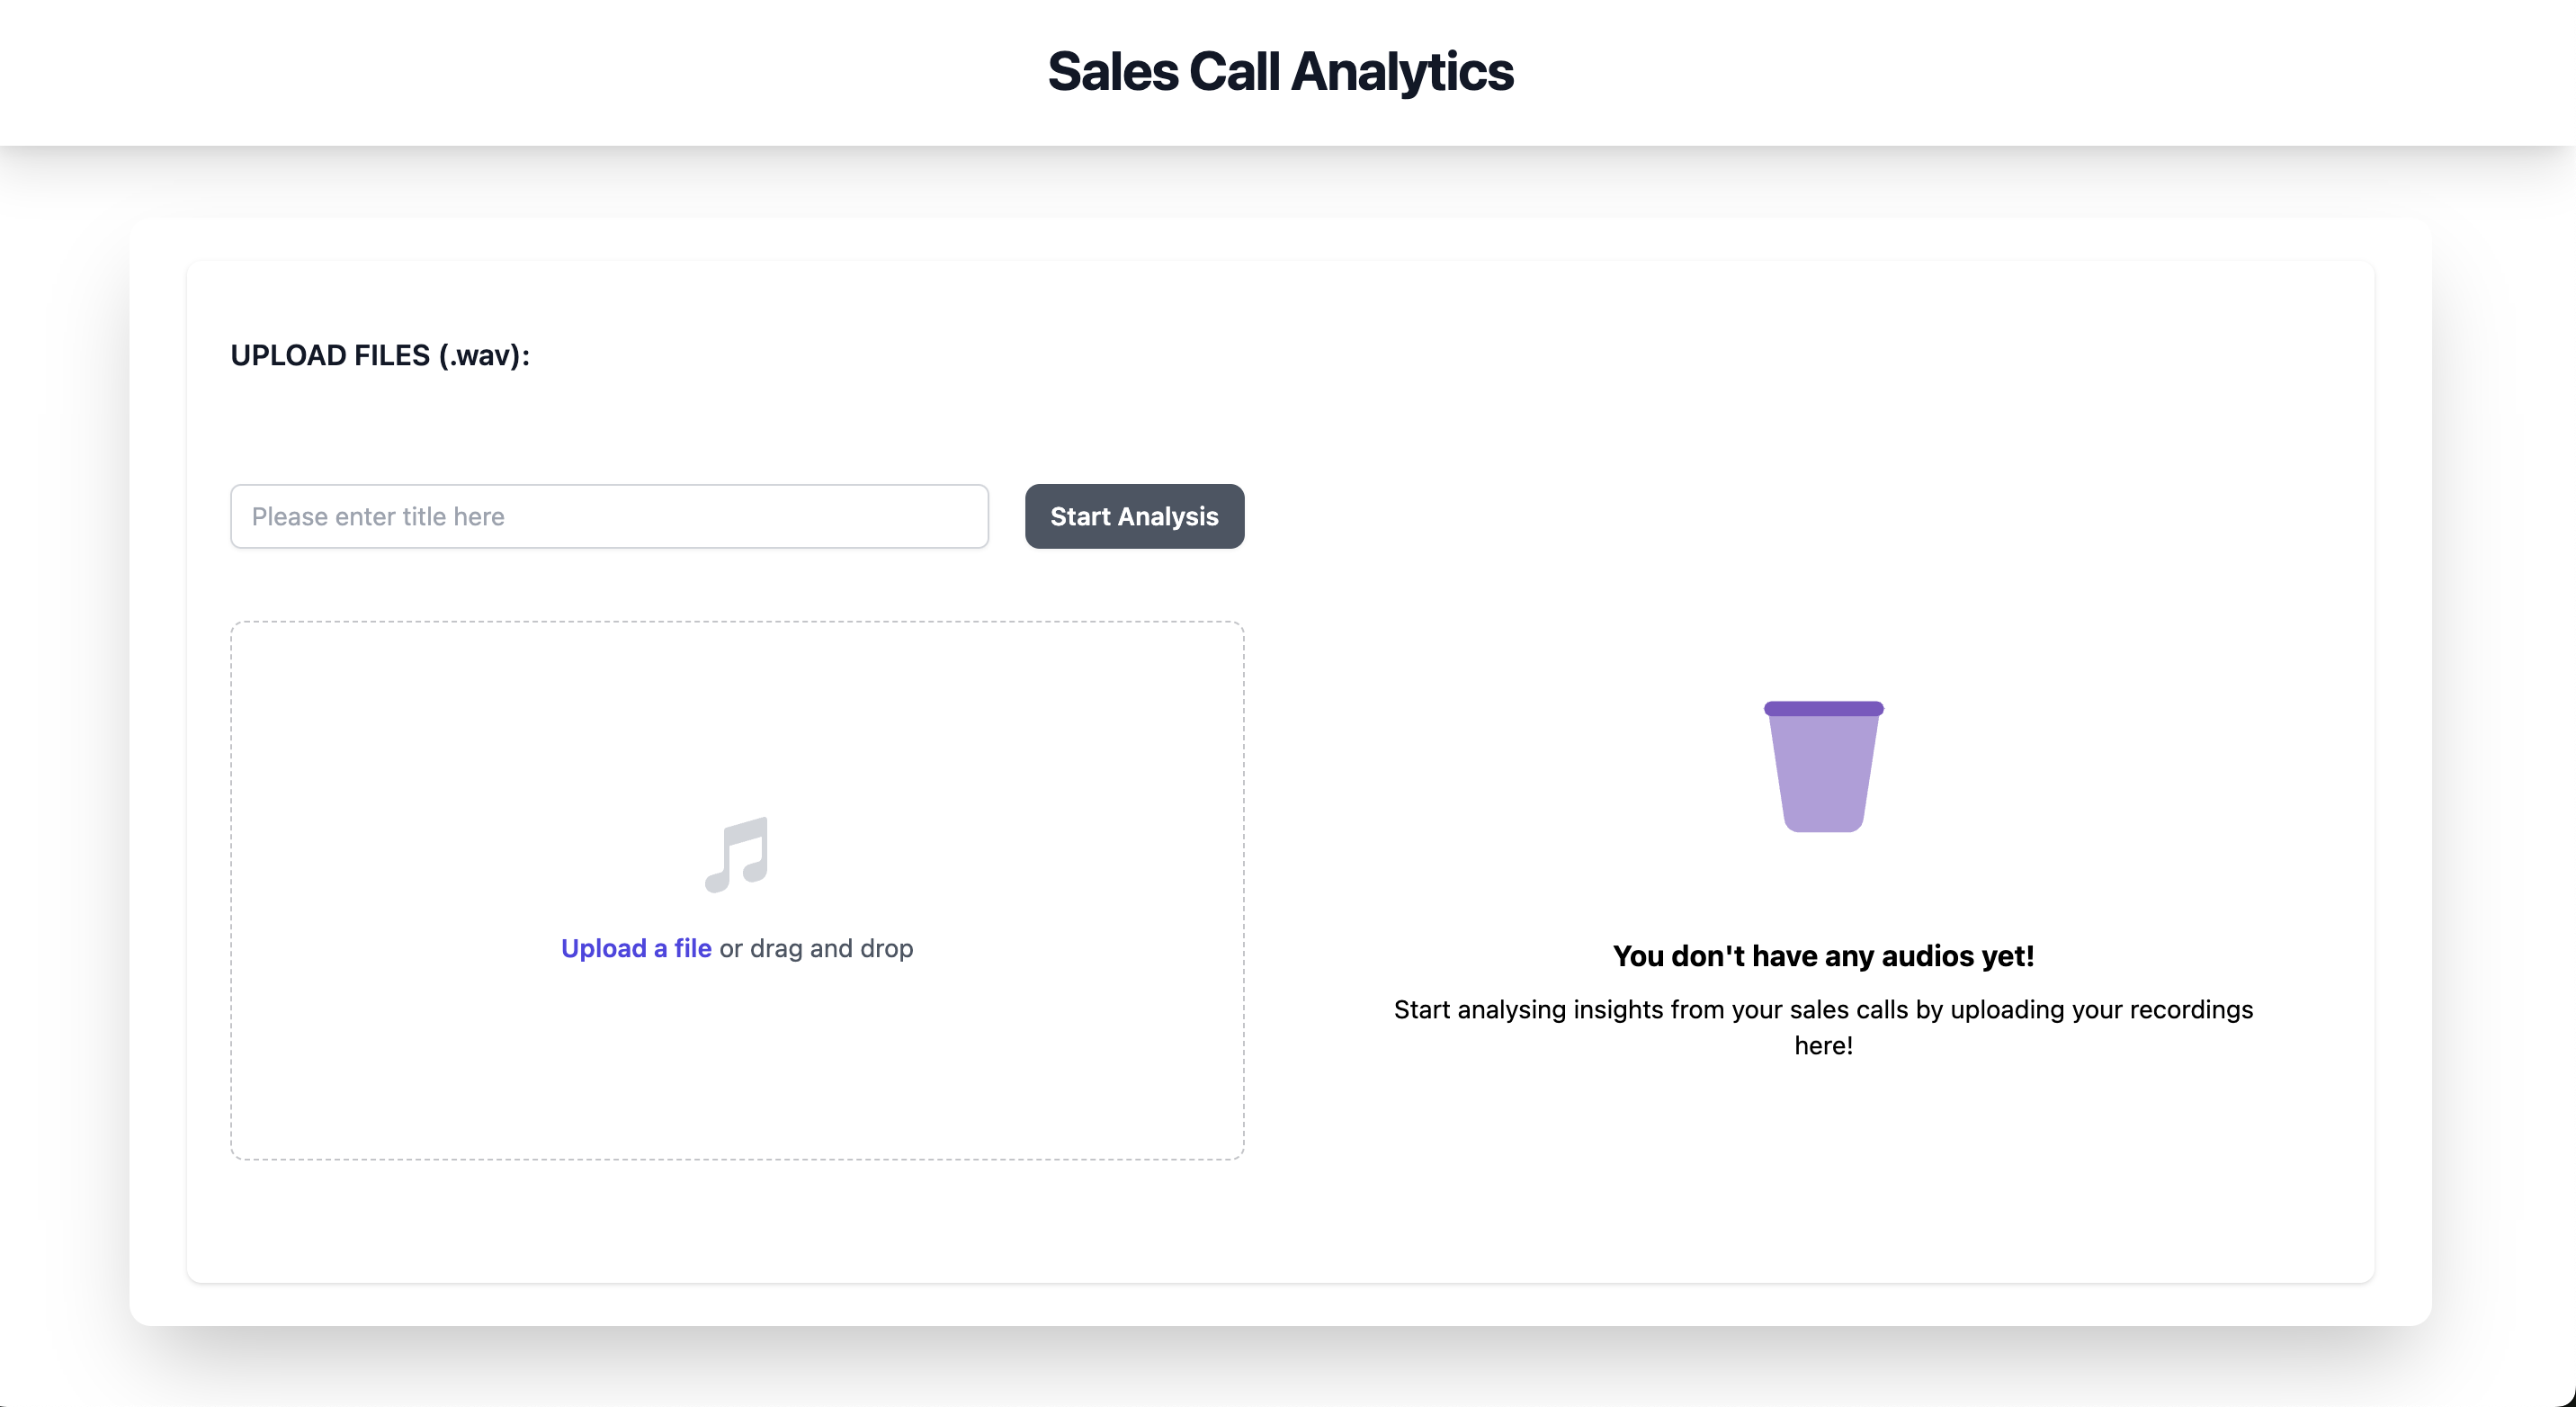 Sales Call Analytics
UPLOAD FILES (.wav):
Please enter title here
Start Analysis
Upload a file or drag and drop
You don't have any audios yet!
Start analysing insights from your sales calls by uploading your recordings
here!